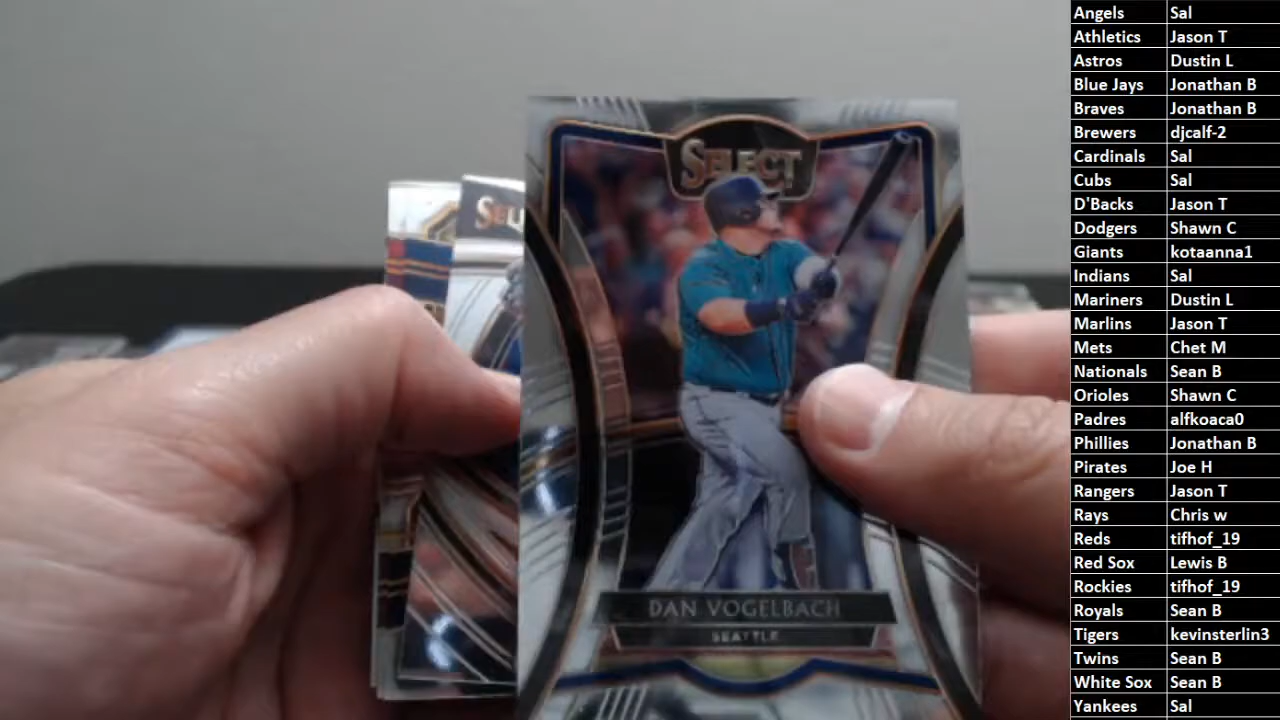 SELECT
DAN VOGELBACH
SEATTLE
Angels Sal
Athletics Jason T
Astros Dustin L
Blue Jays Jonathan B
Braves Jonathan B
Brewers djcalf-2
Cardinals Sal
Cubs Sal
D'Backs Jason T
Dodgers Shawn C
Giants kotaanna1
Indians Sal
Mariners Dustin L
Marlins Jason T
Mets Chet M
Nationals Sean B
Orioles Shawn C
Padres alfkoaca0
Phillies Jonathan B
Pirates Joe H
Rangers Jason T
Rays Chris w
Reds tifhof_19
Red Sox Lewis B
Rockies tifhof_19
Royals Sean B
Tigers kevinsterlin3
Twins Sean B
White Sox Sean B
Yankees Sal